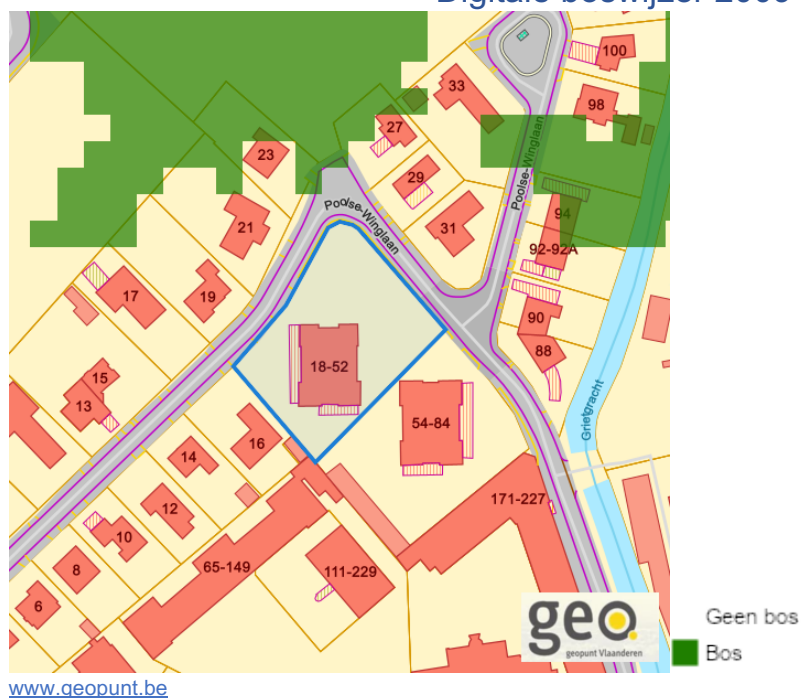 Digitale boswijzer 2006
100
33
98
27
23
29
Poolse-Winglaan
94
Poolse-Winglaan
21
31
92-92A
17
19
90
88
18-52
15
13
54-84
Grietgracht
16
14
171-227
12
10
65-149
111-229
8
6
geo.
geopunt Vlaanderen
Geen bos
Bos
www.geopunt.be